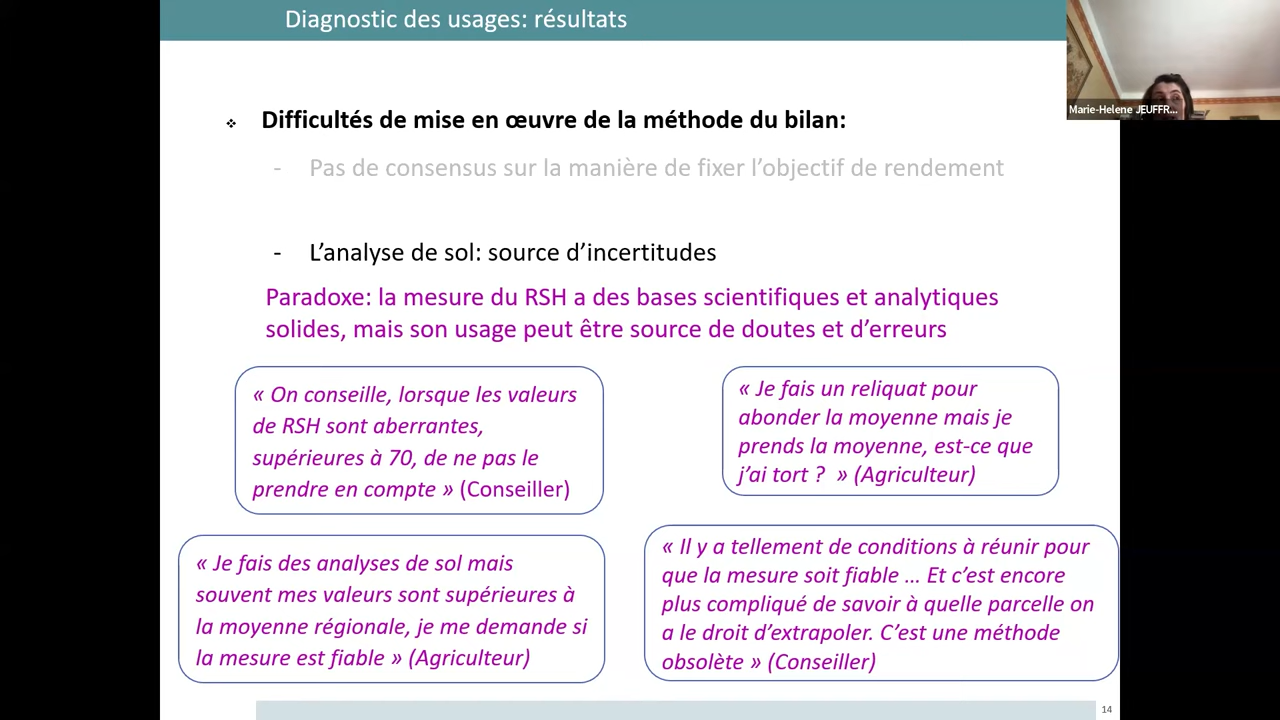 Diagnostic des usages: résultats
Marie-Helene JEUFFR...
❖ Difficultés de mise en œuvre de la méthode du bilan:
- Pas de consensus sur la manière de fixer l’objectif de rendement
- L’analyse de sol: source d’incertitudes
Paradoxe: la mesure du RSH a des bases scientifiques et analytiques
solides, mais son usage peut être source de doutes et d’erreurs
« On conseille, lorsque les valeurs
de RSH sont aberrantes,
supérieures à 70, de ne pas le
prendre en compte » (Conseiller)
« Je fais un reliquat pour
abonder la moyenne mais je
prends la moyenne, est-ce que
j’ai tort ? » (Agriculteur)
« Je fais des analyses de sol mais
souvent mes valeurs sont supérieures à
la moyenne régionale, je me demande si
la mesure est fiable » (Agriculteur)
« Il y a tellement de conditions à réunir pour
que la mesure soit fiable … Et c’est encore
plus compliqué de savoir à quelle parcelle on
a le droit d’extrapoler. C’est une méthode
obsolète » (Conseiller)
14